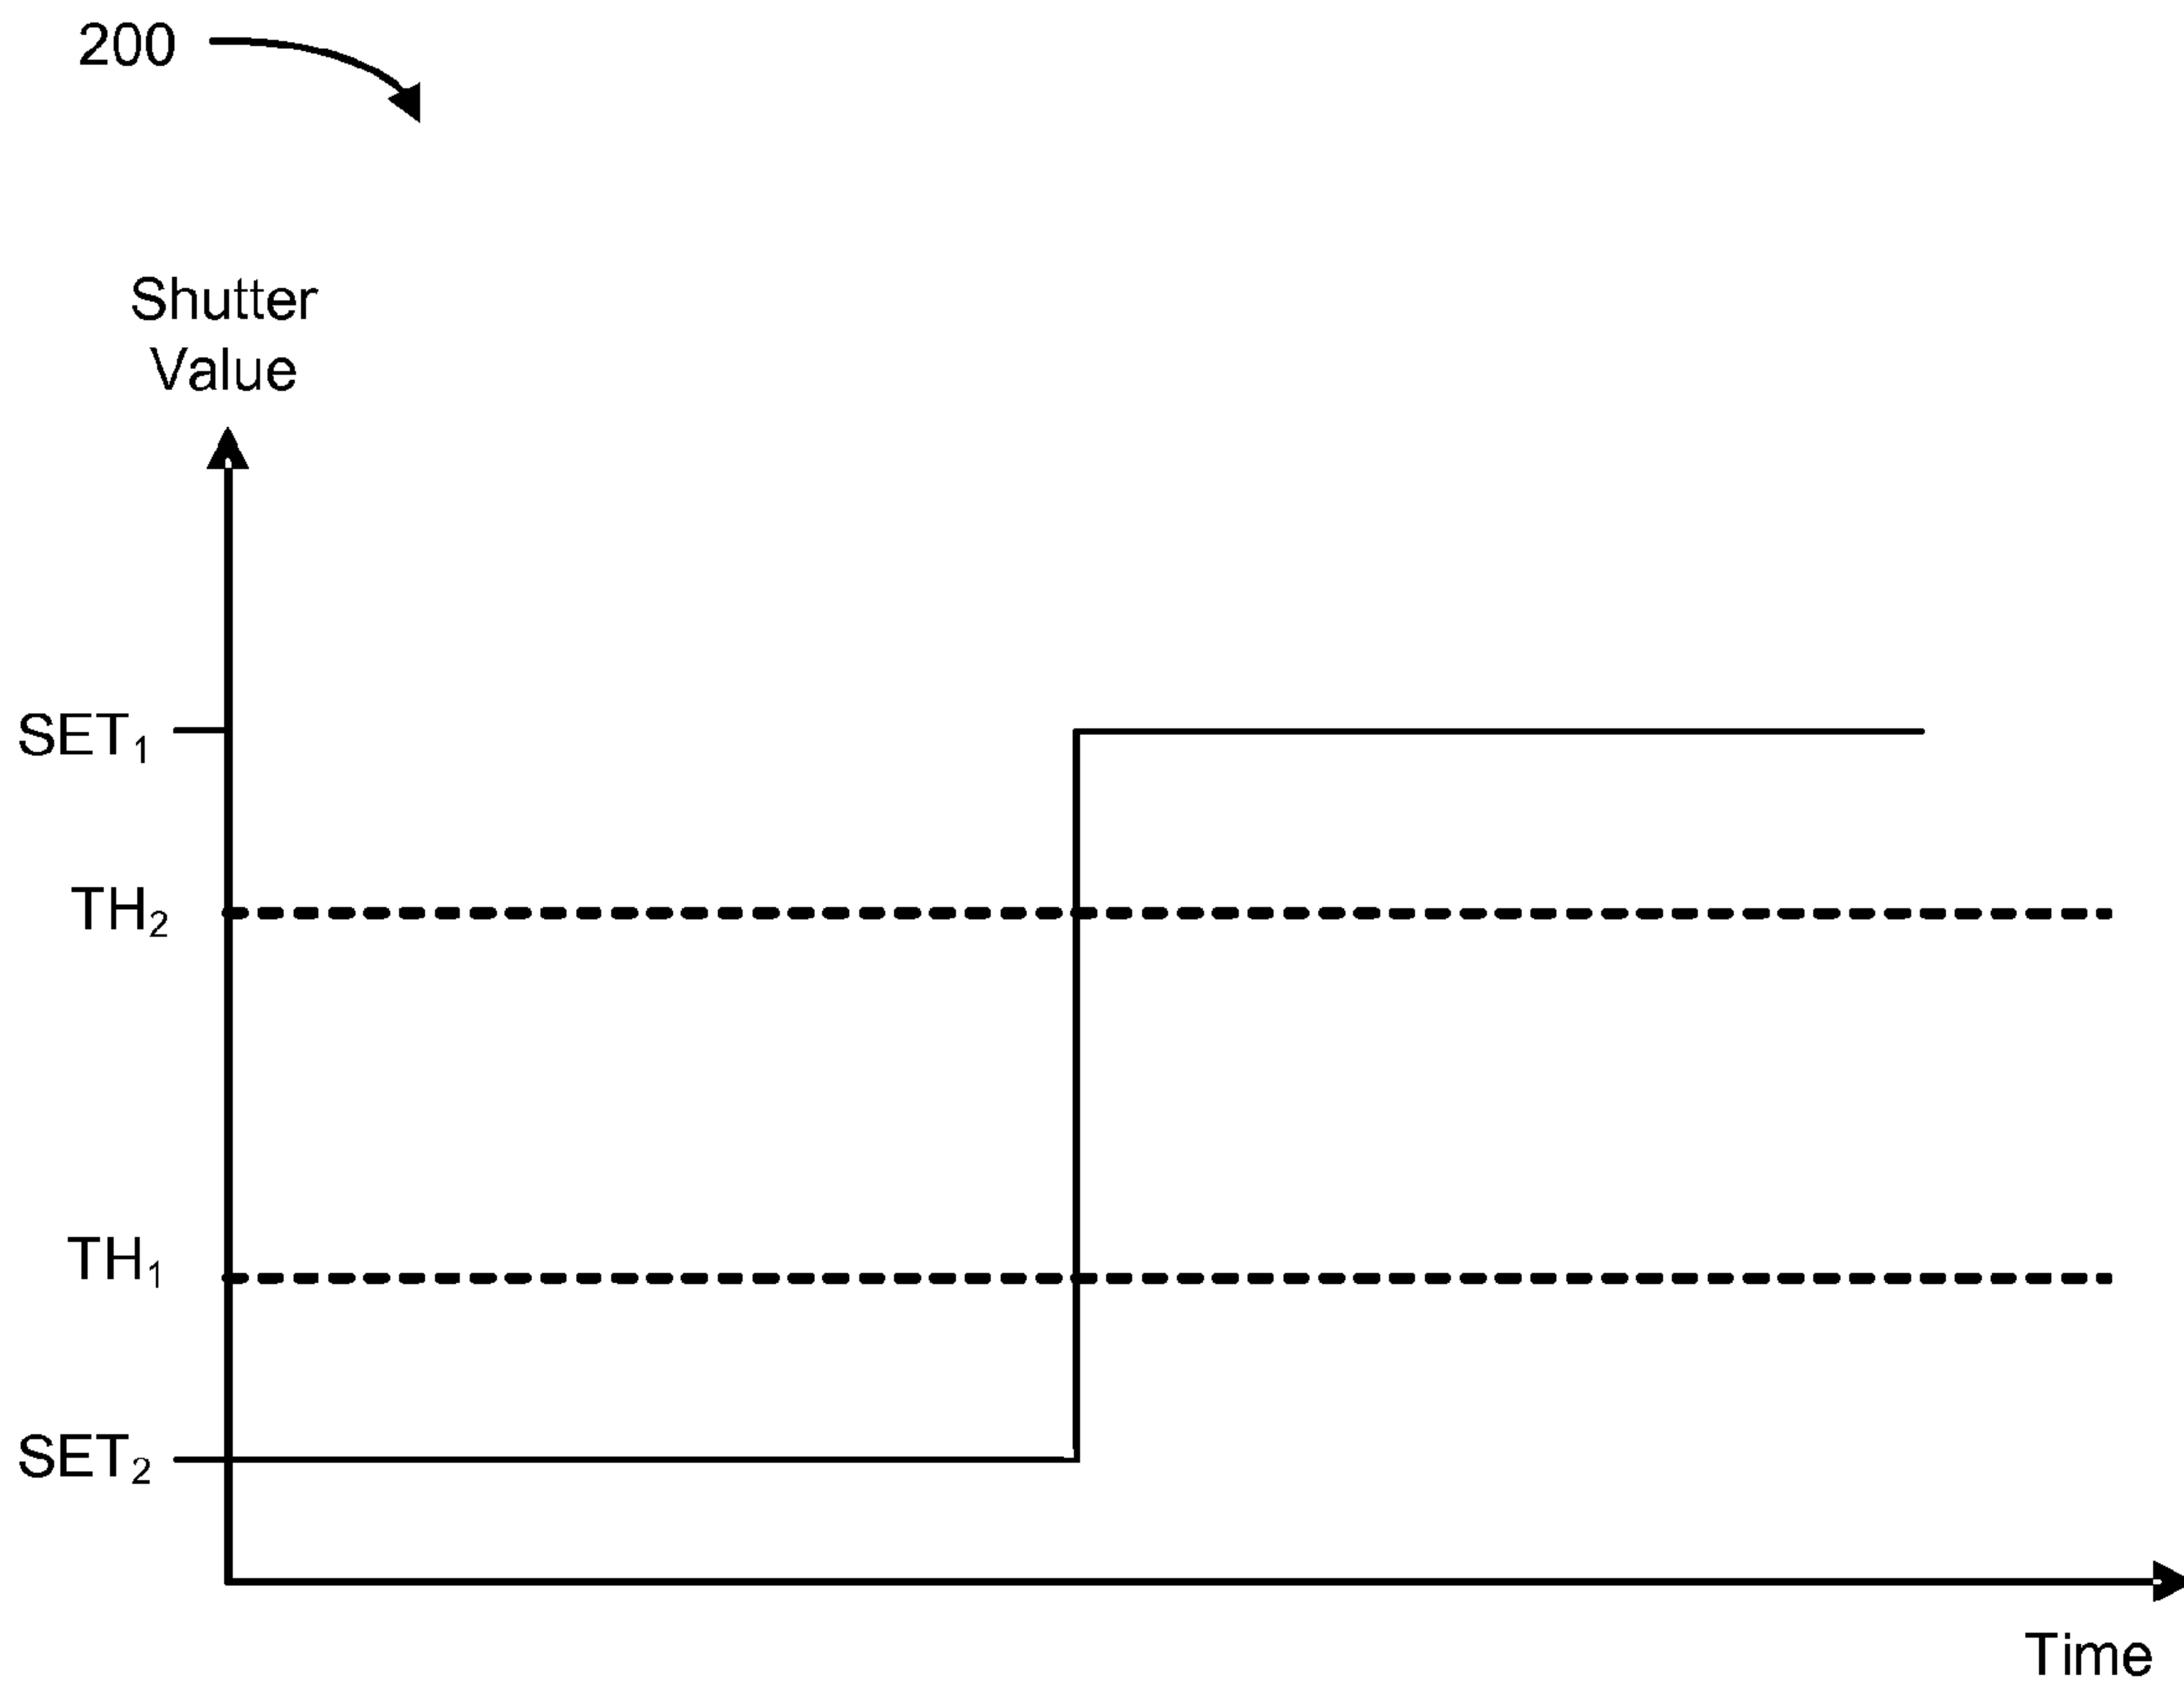 200
Shutter
Value
SET₁
TH₂
TH₁
SET₂
Time